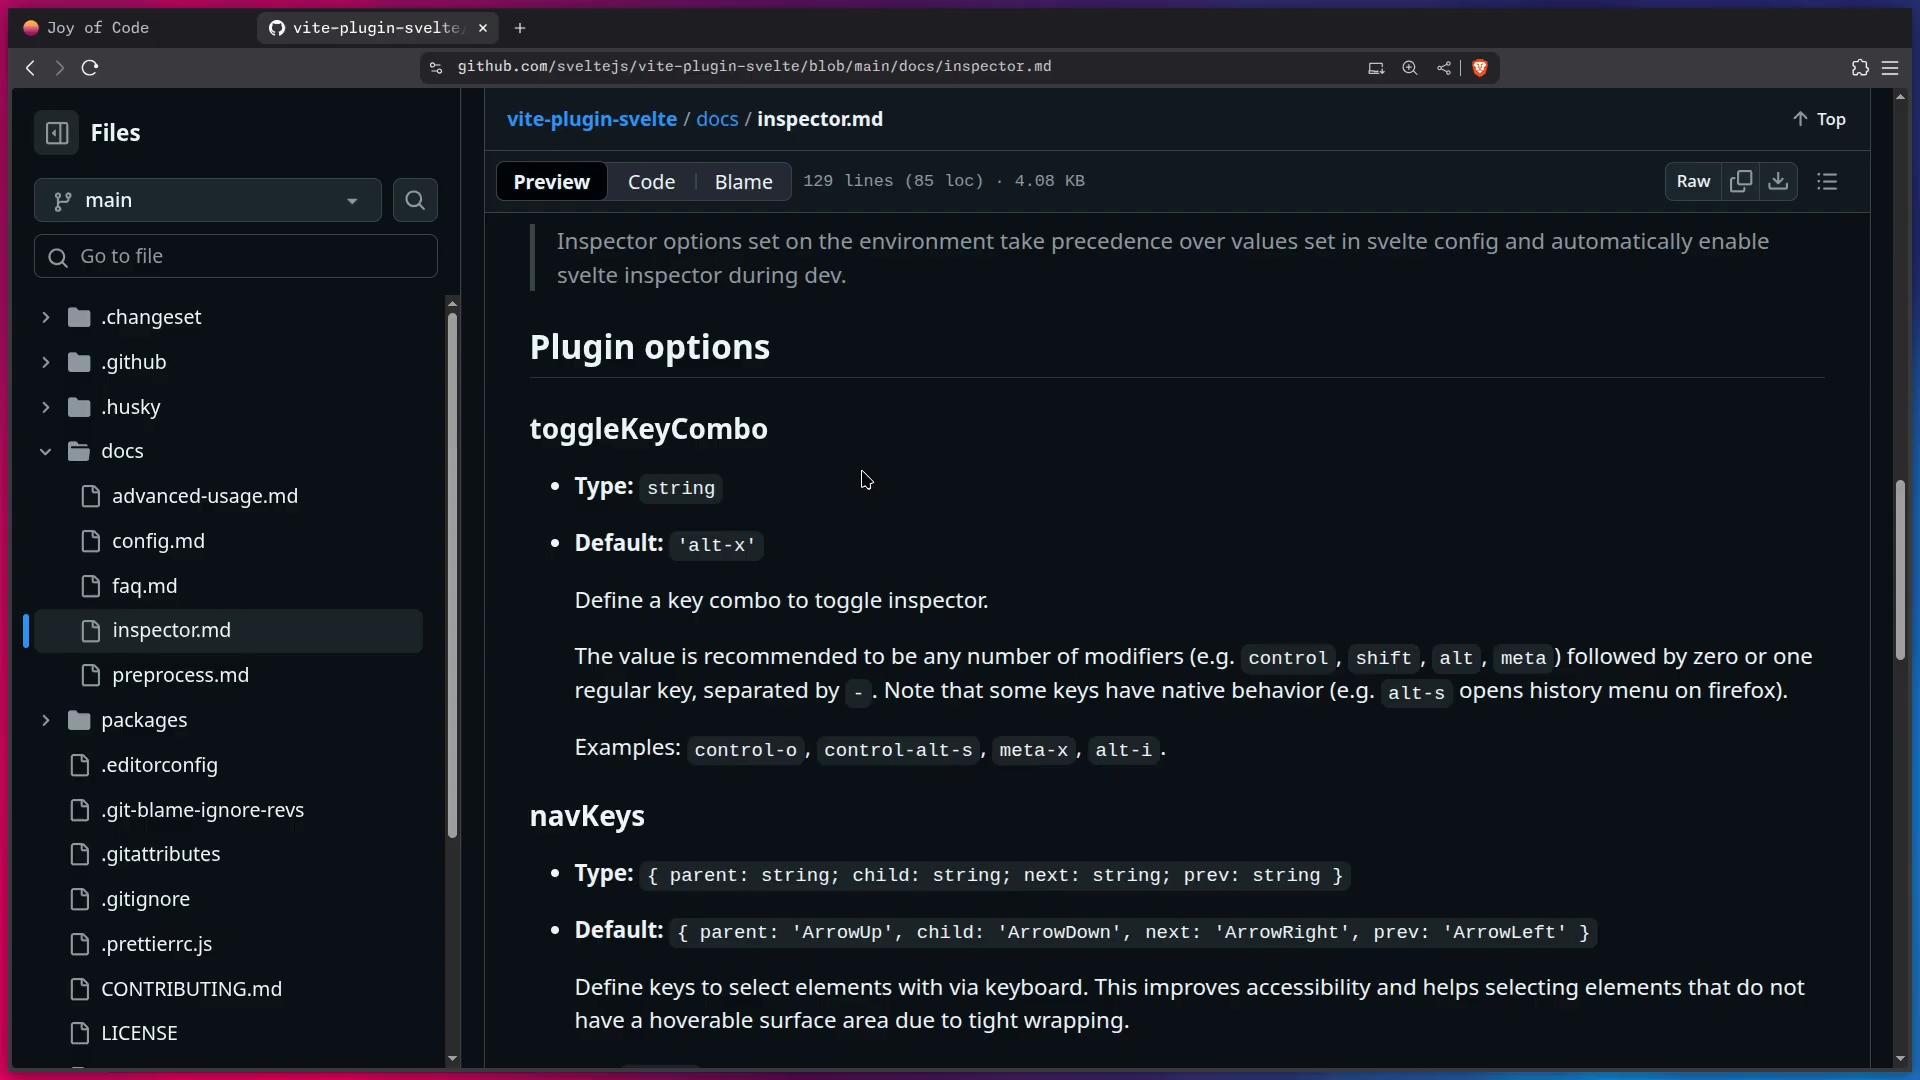 Joy of Code
vite-plugin-svelte/
github.com/sveltejs/vite-plugin-svelte/blob/main/docs/inspector.md
Files
main
Go to file
.changeset
.github
.husky
docs
advanced-usage.md
config.md
faq.md
inspector.md
preprocess.md
packages
.editorconfig
.git-blame-ignore-revs
.gitattributes
.gitignore
.prettierrc.js
CONTRIBUTING.md
LICENSE
vite-plugin-svelte / docs / inspector.md
Top
Preview Code Blame 129 lines (85 loc) · 4.08 KB
Raw
Inspector options set on the environment take precedence over values set in svelte config and automatically enable
svelte inspector during dev.
Plugin options
toggleKeyCombo
• Type: string
• Default: 'alt-x'
Define a key combo to toggle inspector.
The value is recommended to be any number of modifiers (e.g. control, shift, alt, meta) followed by zero or one
regular key, separated by -. Note that some keys have native behavior (e.g. alt-s opens history menu on firefox).
Examples: control-o, control-alt-s, meta-x, alt-i.
navKeys
• Type: { parent: string; child: string; next: string; prev: string }
• Default: { parent: 'ArrowUp', child: 'ArrowDown', next: 'ArrowRight', prev: 'ArrowLeft' }
Define keys to select elements with via keyboard. This improves accessibility and helps selecting elements that do not
have a hoverable surface area due to tight wrapping.